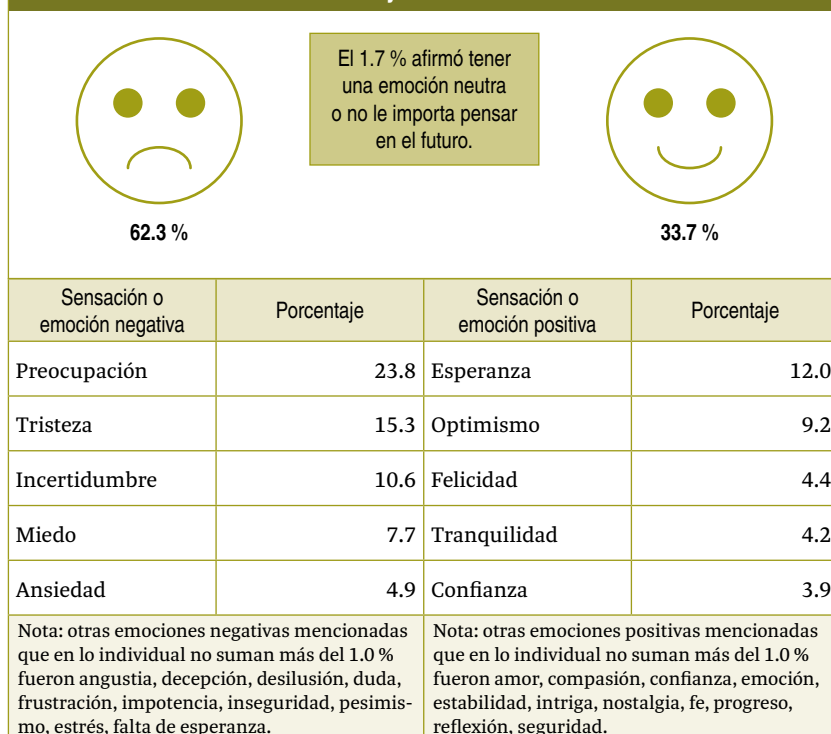 El 1.7 % afirmó tener
una emoción neutra
o no le importa pensar
en el futuro.
62.3 %
33.7 %
Sensación o
emoción negativa
Porcentaje
Sensación o
emoción positiva
Porcentaje
Preocupación 23.8 Esperanza 12.0
Tristeza 15.3 Optimismo 9.2
Incertidumbre 10.6 Felicidad 4.4
Miedo 7.7 Tranquilidad 4.2
Ansiedad 4.9 Confianza 3.9
Nota: otras emociones negativas mencionadas
que en lo individual no suman más del 1.0 %
fueron angustia, decepción, desilusión, duda,
frustración, impotencia, inseguridad, pesimis-
mo, estrés, falta de esperanza.
Nota: otras emociones positivas mencionadas
que en lo individual no suman más del 1.0 %
fueron amor, compasión, confianza, emoción,
estabilidad, intriga, nostalgia, fe, progreso,
reflexión, seguridad.